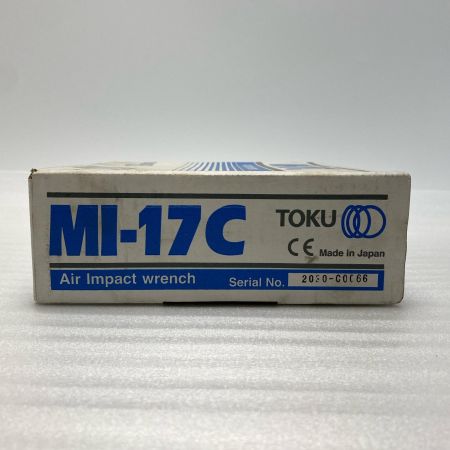 MI-17C
TOKU
CE Made in Japan
Air Impact wrench Serial No.